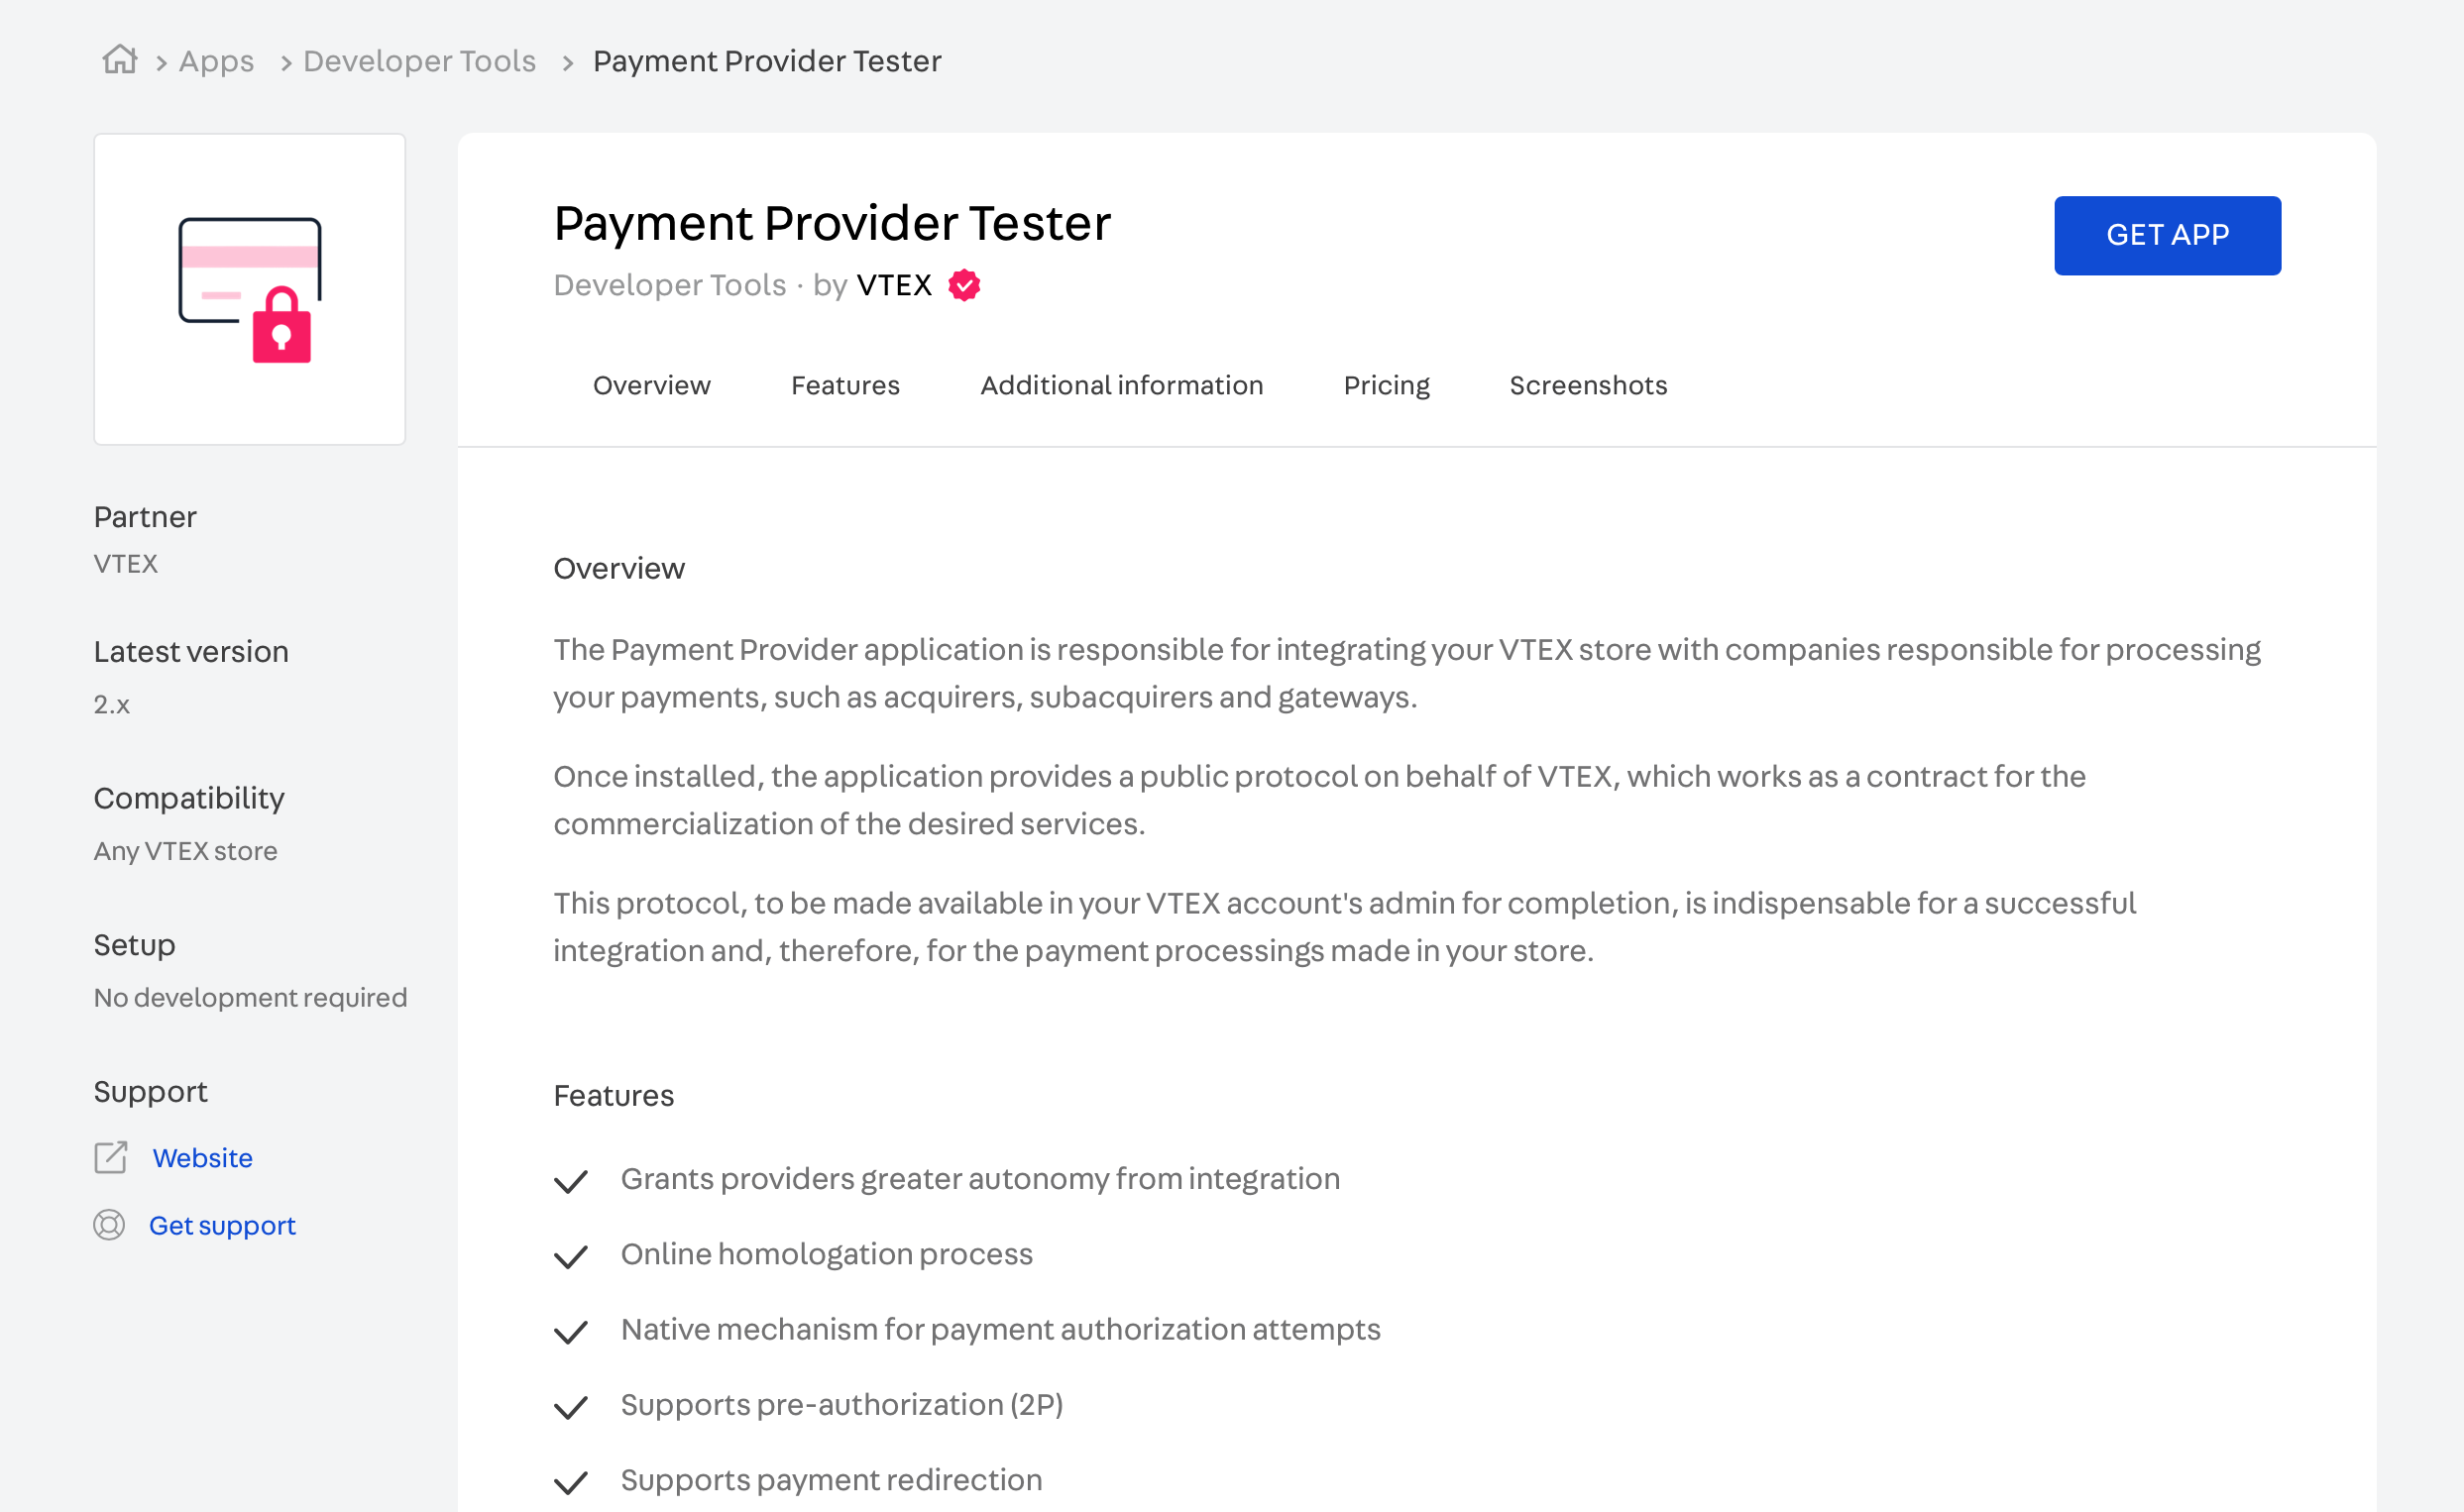 Apps > Developer Tools > Payment Provider Tester
Payment Provider Tester
GET APP
Developer Tools · by VTEX
Overview Features Additional information Pricing Screenshots
Partner
VTEX
Latest version
2.x
Compatibility
Any VTEX store
Setup
No development required
Support
Website
Get support
Overview
The Payment Provider application is responsible for integrating your VTEX store with companies responsible for processing
your payments, such as acquirers, subacquirers and gateways.
Once installed, the application provides a public protocol on behalf of VTEX, which works as a contract for the
commercialization of the desired services.
This protocol, to be made available in your VTEX account's admin for completion, is indispensable for a successful
integration and, therefore, for the payment processings made in your store.
Features
Grants providers greater autonomy from integration
Online homologation process
Native mechanism for payment authorization attempts
Supports pre-authorization (2P)
Supports payment redirection